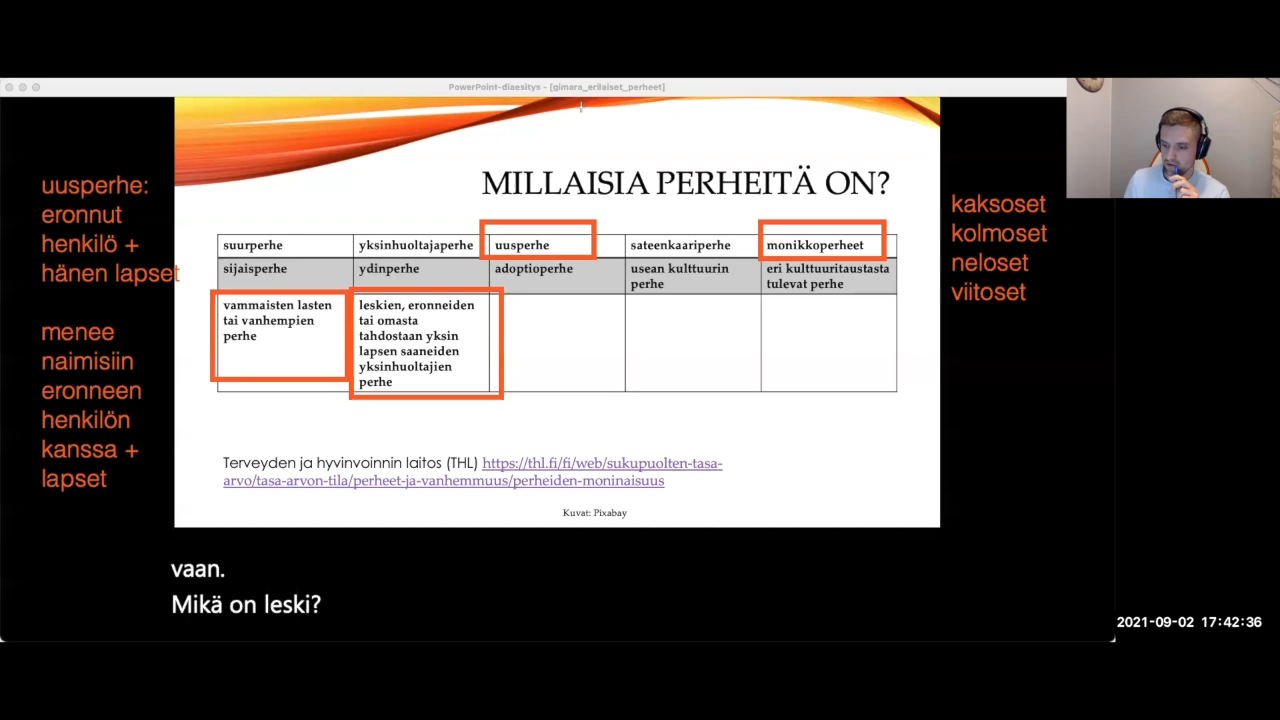 PowerPoint-diaesitys - [gimara_erilaiset_perheet]
uusperhe:
eronnut
henkilö +
hänen lapset
menee
naimisiin
eronneen
henkilön
kanssa +
lapset
MILLAISIA PERHEITÄ ON?
suurperhe
yksinhuoltajaperhe
uusperhe
sateenkaariperhe
monikkoperheet
sijaisperhe
ydinperhe
adoptioperhe
usean kulttuurin
perhe
eri kulttuuritaustasta
tulevat perhe
vammaisten lasten
tai vanhempien
perhe
leskien, eronneiden
tai omasta
tahdostaan yksin
lapsen saaneiden
yksinhuoltajien
perhe
Terveyden ja hyvinvoinnin laitos (THL) https://thl.fi/fi/web/sukupuolten-tasa-
arvo/tasa-arvon-tila/perheet-ja-vanhemmuus/perheiden-moninaisuus
Kuvat: Pixabay
kaksoset
kolmoset
neloset
viitoset
vaan.
Mikä on leski?
2021-09-02 17:42:36